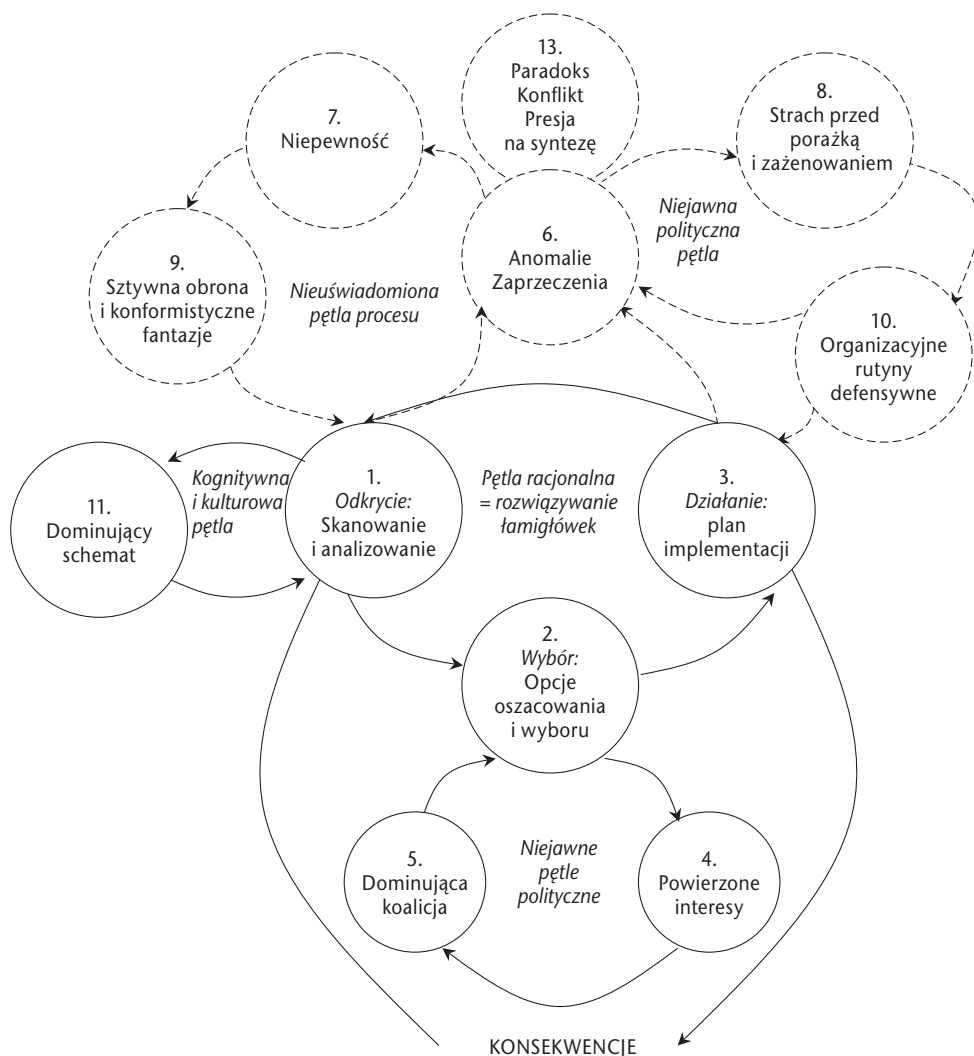 13.
Paradoks
Konflikt
Presja
na syntezę
7.
Niepewność
8.
Strach przed
porażką
i zażenowaniem
Niejawna
polityczna
pętla
6.
Anomalie
Zaprzeczenia
9.
Sztywna obrona
i konformistyczne
fantazje
Nieuświadomiona
pętla procesu
10.
Organizacyjne
rutyny
defensywne
11.
Dominujący
schemat
Kognitywna
i kulturowa
pętla
1.
Odkrycie:
Skanowanie
i analizowanie
Pętla racjonalna
= rozwiązywanie
łamigłówek
3.
Działanie:
plan
implementacji
2.
Wybór:
Opcje
oszacowania
i wyboru
5.
Dominująca
koalicja
Niejawne
pętle
polityczne
4.
Powierzone
interesy
KONSEKWENCJE